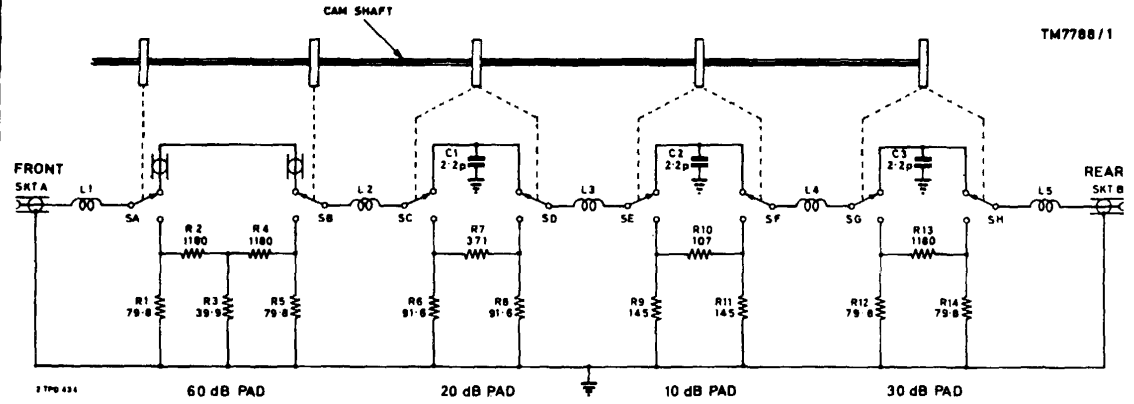 CAM SHAFT
TM7788/1
FRONT
SKT A
L1
SA
R2
1180
R4
1180
R1
79·8
R3
39·9
R5
79·8
SB
L2
SC
C1
2·2p
R7
371
R6
91·6
R8
91·6
SD
L3
SE
C2
2·2p
R10
107
R9
145
R11
145
SF
L4
SG
C3
2·2p
R13
1180
R12
79·8
R14
79·8
SH
L5
REAR
SKT B
60 dB PAD
20 dB PAD
10 dB PAD
30 dB PAD